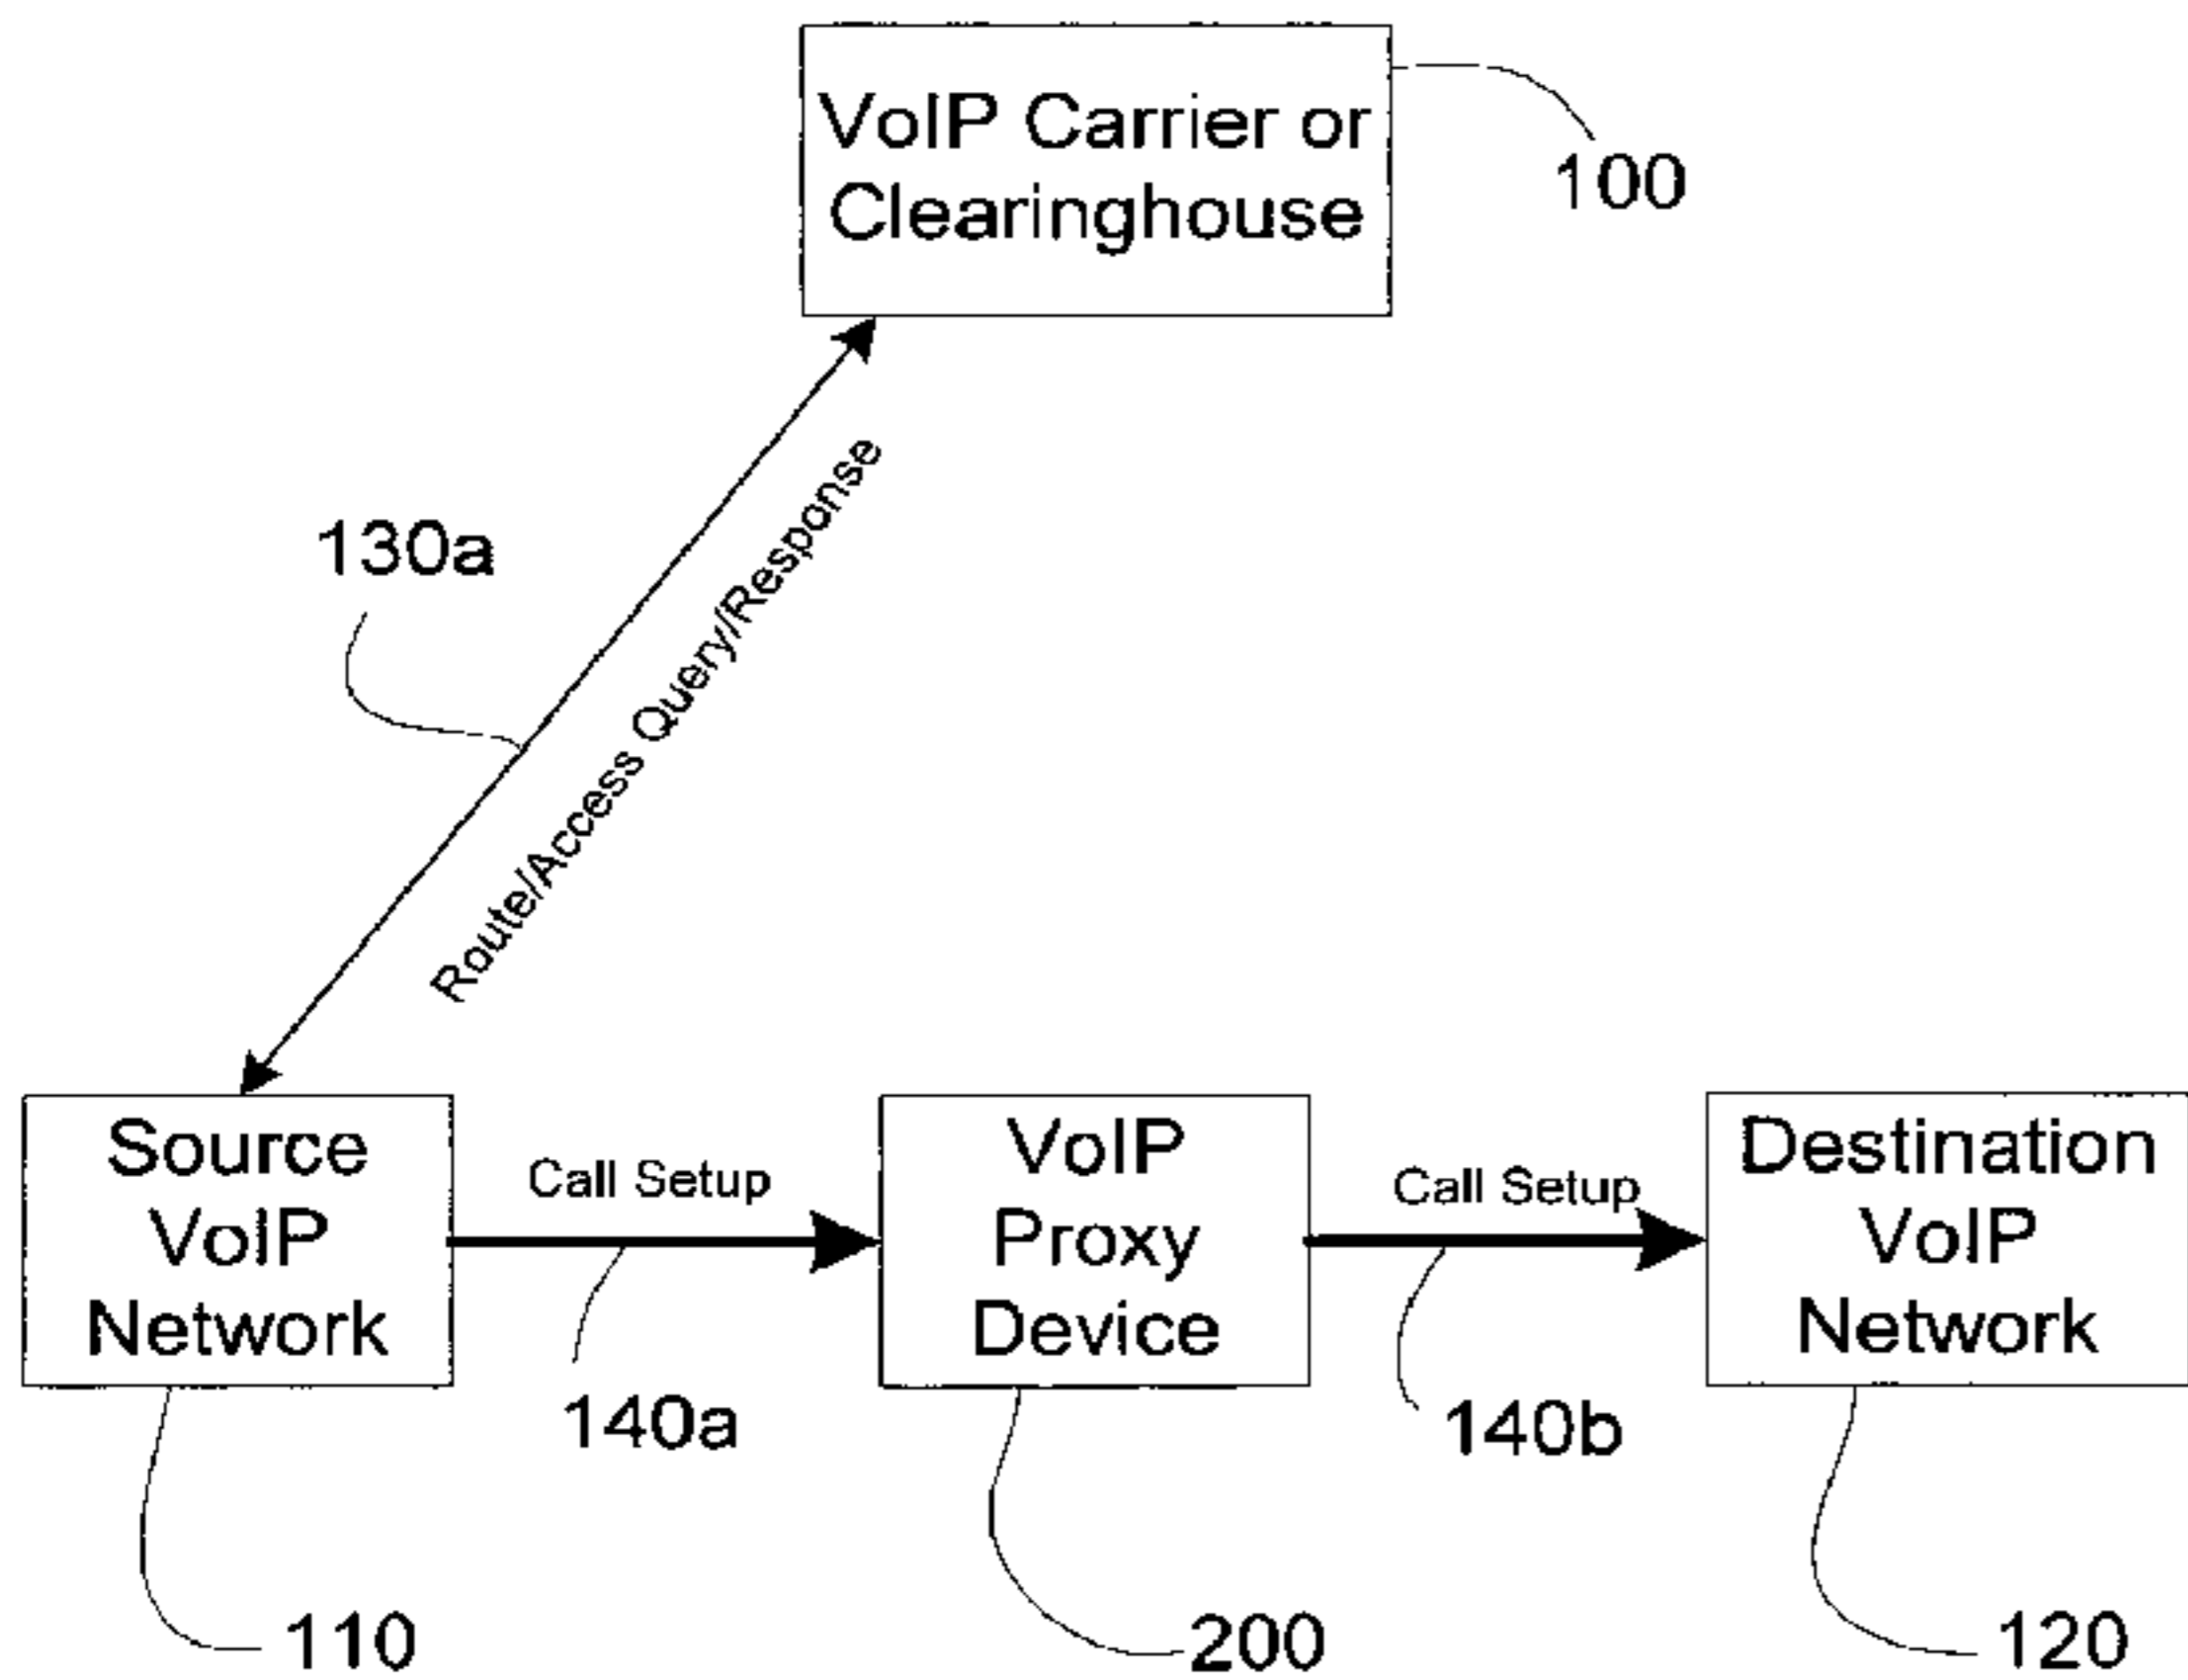 VoIP Carrier or
Clearinghouse
100
130a
Route/Access Query/Response
Source
VoIP
Network
Call Setup
VoIP
Proxy
Device
Call Setup
Destination
VoIP
Network
140a
140b
110
200
120